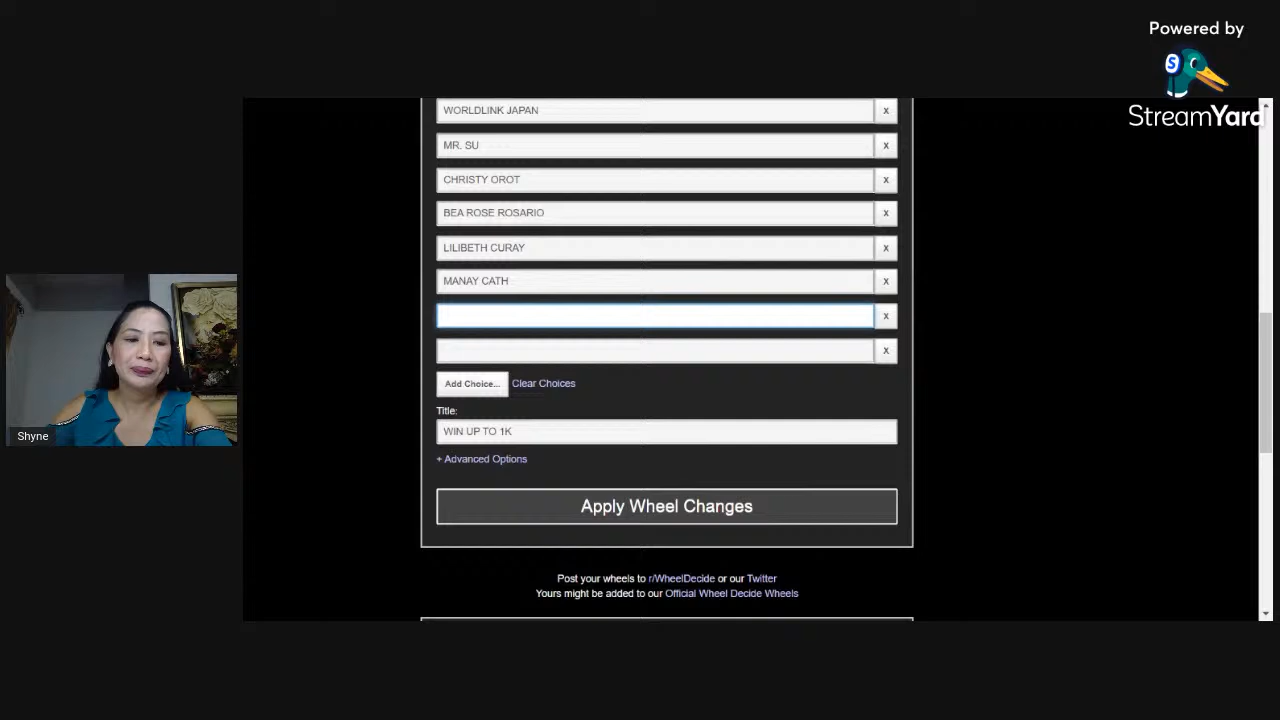 Powered by
S
StreamYard
WORLDLINK JAPAN
x
MR. SU
x
CHRISTY OROT
x
BEA ROSE ROSARIO
x
LILIBETH CURAY
x
MANAY CATH
x
x
x
Add Choice... Clear Choices
Title:
WIN UP TO 1K
+ Advanced Options
Apply Wheel Changes
Post your wheels to r/WheelDecide or our Twitter
Yours might be added to our Official Wheel Decide Wheels
Shyne